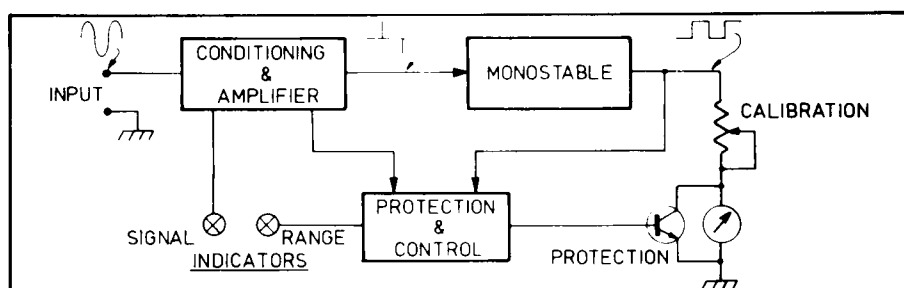 CONDITIONING
&
AMPLIFIER
MONOSTABLE
INPUT
CALIBRATION
PROTECTION
&
CONTROL
SIGNAL
RANGE
INDICATORS
PROTECTION